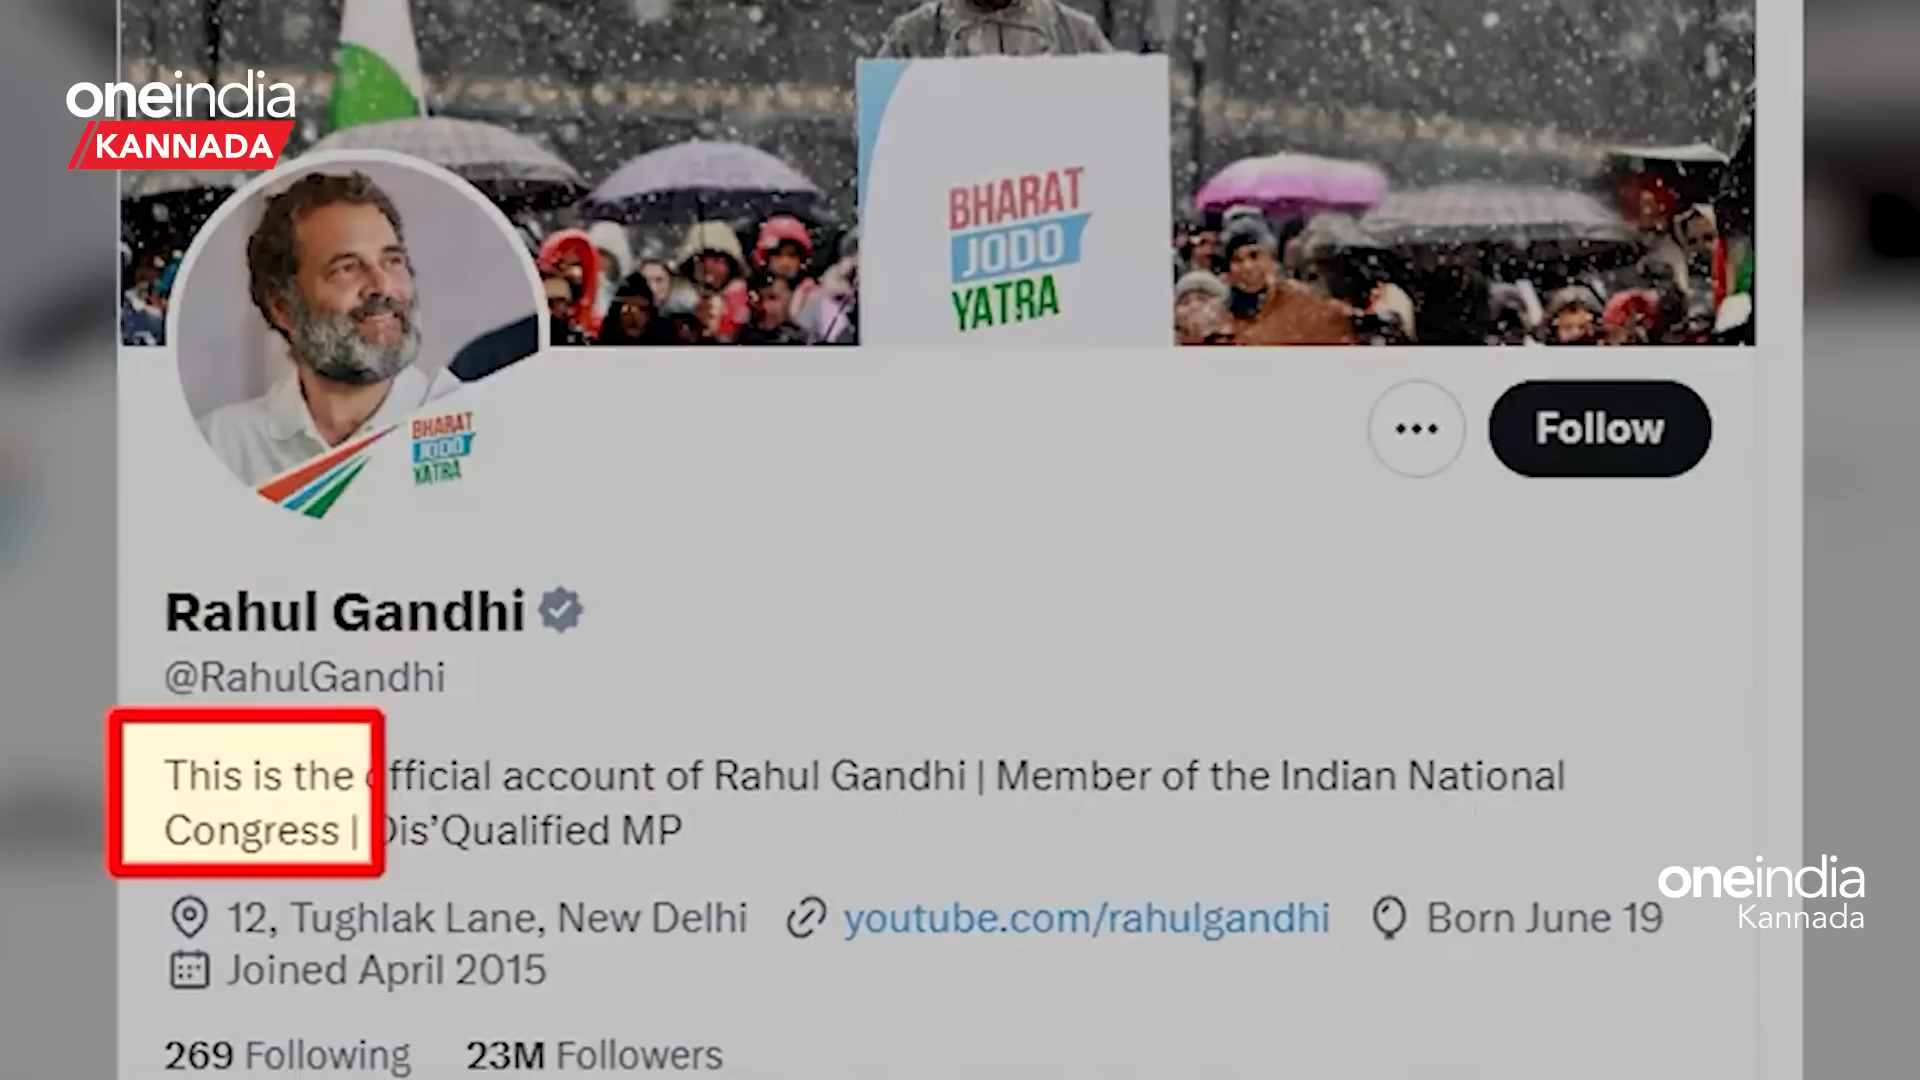 oneindia
KANNADA
BHARAT
JODO
YATRA
BHARAT
JODO
YATRA
Follow
Rahul Gandhi
@RahulGandhi
This is the official account of Rahul Gandhi | Member of the Indian National
Congress | Dis'Qualified MP
12, Tughlak Lane, New Delhi youtube.com/rahulgandhi Born June 19
Joined April 2015
269 Following 23M Followers
oneindia
Kannada